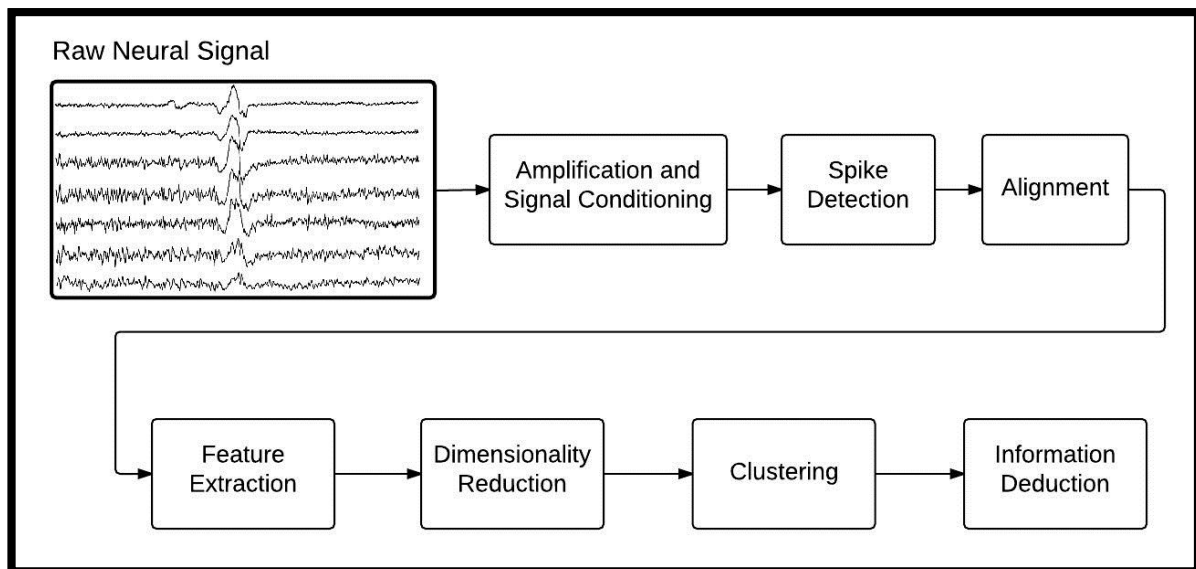 Raw Neural Signal
Amplification and
Signal Conditioning
Spike
Detection
Alignment
Feature
Extraction
Dimensionality
Reduction
Clustering
Information
Deduction